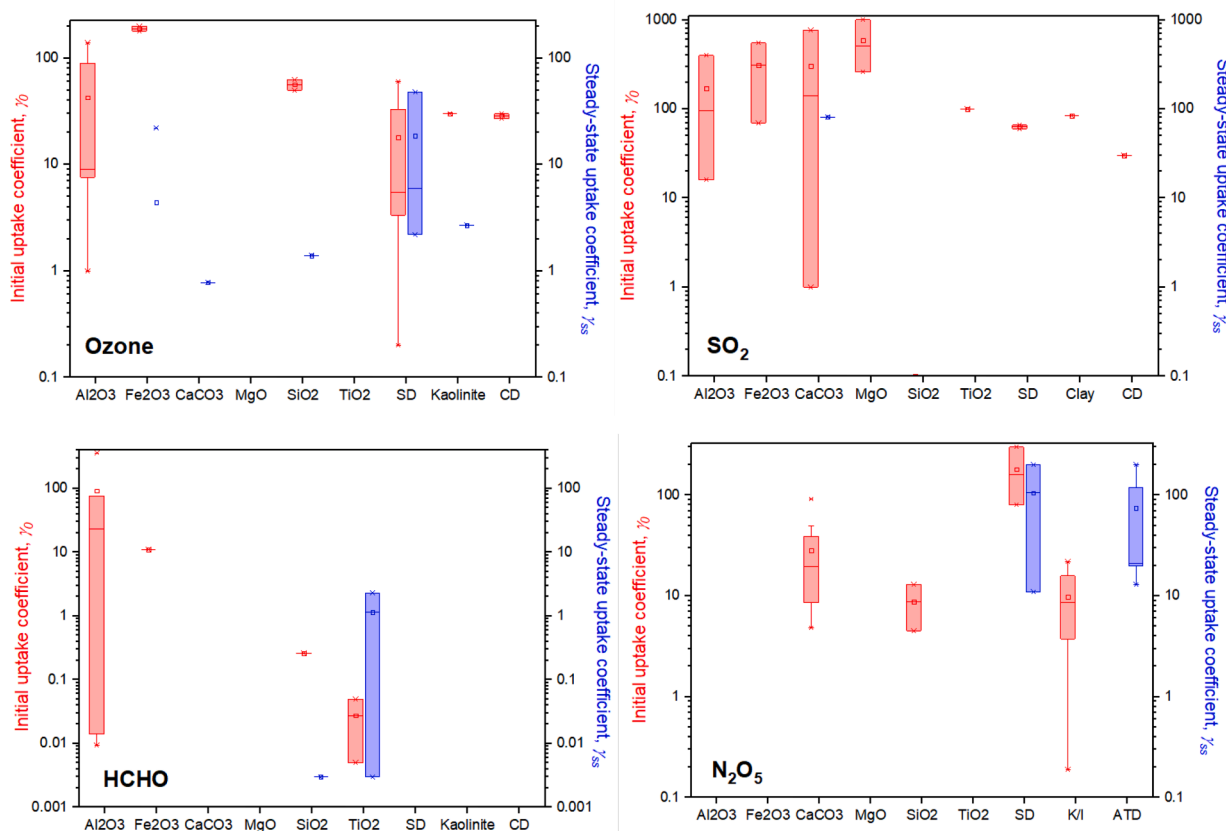 100
10
1
0.1
Initial uptake coefficient, γ0
100
10
1
0.1
Steady-state uptake coefficient, γss
Ozone
Al2O3 Fe2O3 CaCO3 MgO SiO2 TiO2 SD Kaolinite CD
1000
100
10
1
0.1
Initial uptake coefficient, γ0
1000
100
10
1
0.1
Steady-state uptake coefficient, γss
SO2
Al2O3 Fe2O3 CaCO3 MgO SiO2 TiO2 SD Clay CD
100
10
1
0.1
0.01
0.001
Initial uptake coefficient, γ0
100
10
1
0.1
0.01
0.001
Steady-state uptake coefficient, γss
HCHO
Al2O3 Fe2O3 CaCO3 MgO SiO2 TiO2 SD Kaolinite CD
100
10
1
0.1
Initial uptake coefficient, γ0
100
10
1
0.1
Steady-state uptake coefficient, γss
N2O5
Al2O3 Fe2O3 CaCO3 MgO SiO2 TiO2 SD K/I ATD